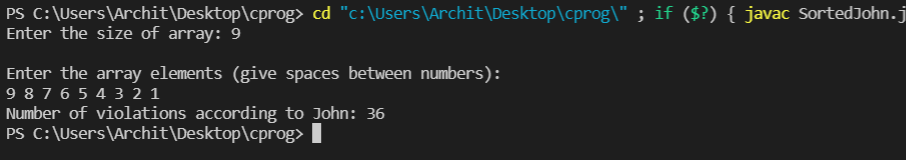 PS C:\Users\Archit\Desktop\cprog> cd "c:\Users\Archit\Desktop\cprog\" ; if ($?) { javac SortedJohn.j
Enter the size of array: 9
Enter the array elements (give spaces between numbers):
9 8 7 6 5 4 3 2 1
Number of violations according to John: 36
PS C:\Users\Archit\Desktop\cprog>